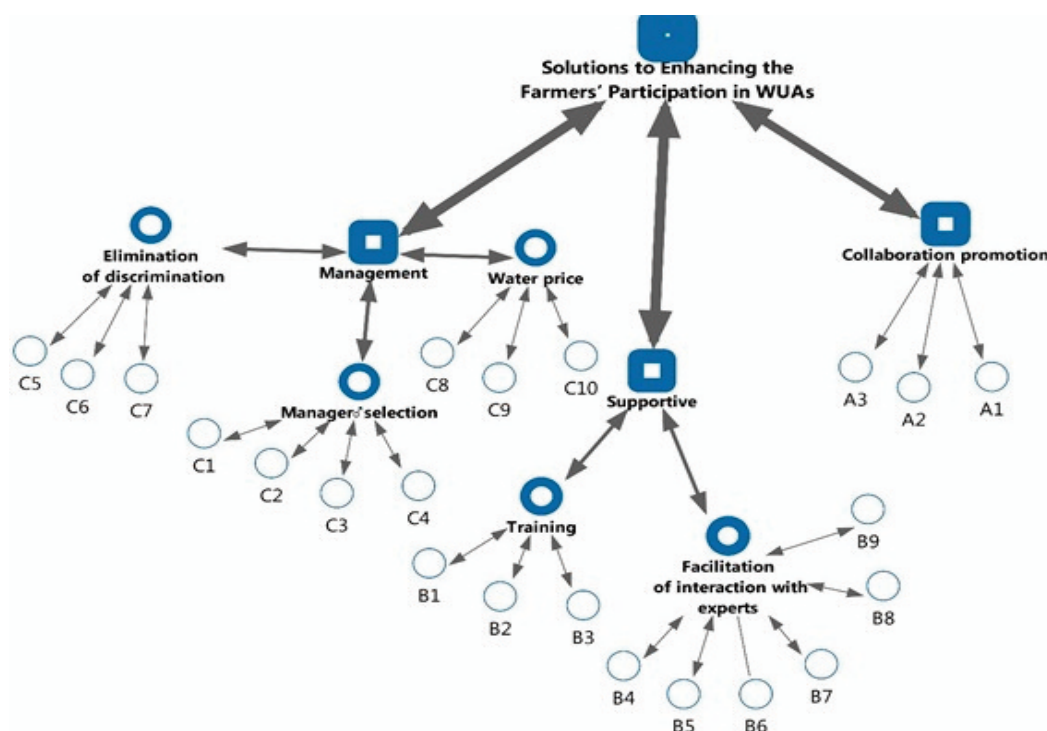 Solutions to Enhancing the
Farmers' Participation in WUAs
Elimination
of discrimination
Management
Water price
Collaboration promotion
C5
C6
C7
C8
C9
C10
A3
A2
A1
Managers' selection
Supportive
C1
C2
C3
C4
Training
B1
B2
B3
Facilitation
of interaction with
experts
B9
B8
B4
B5
B6
B7